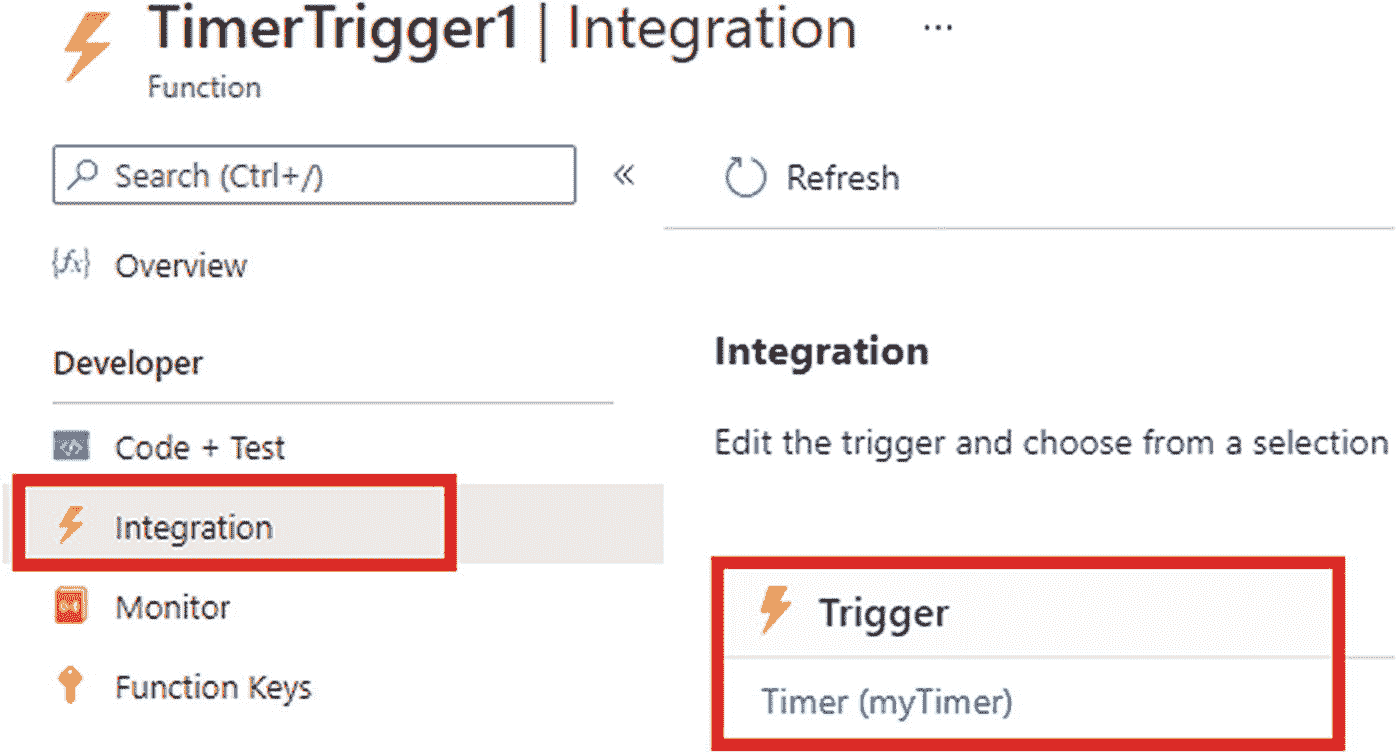 TimerTrigger1 | Integration ...
Function
Search (Ctrl+/)
«
Refresh
{fx} Overview
Developer
Code + Test
Integration
Monitor
Function Keys
Integration
Edit the trigger and choose from a selection
Trigger
Timer (myTimer)